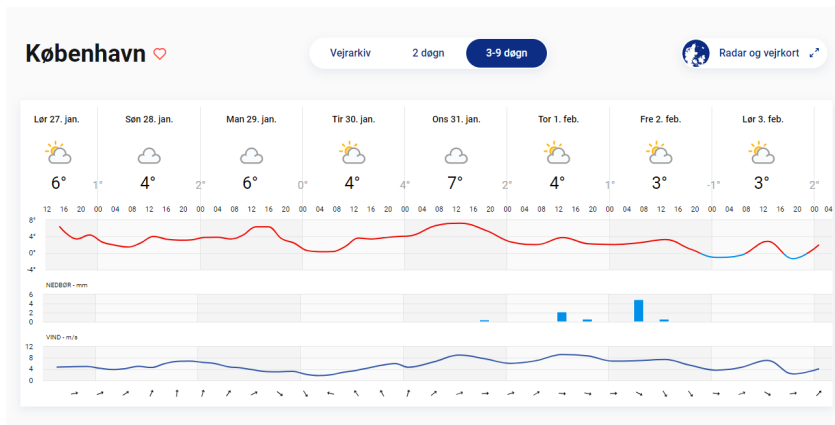 København
Vejrarkiv 2 døgn 3-9 døgn
Radar og vejrkort
Lør 27. jan. Søn 28. jan. Man 29. jan. Tir 30. jan. Ons 31. jan. Tor 1. feb. Fre 2. feb. Lør 3. feb.
6° 1° 4° 2° 6° 0° 4° 4° 7° 2° 4° 1° 3° -1° 3° 2°
12 16 20 00 04 08 12 16 20 00 04 08 12 16 20 00 04 08 12 16 20 00 04 08 12 16 20 00 04 08 12 16 20 00 04 08 12 16 20 00 04 08 12 16 20 00 04
8°
4°
0°
-4°
NEDBØR - mm
6
4
2
0
VIND - m/s
12
8
4
0